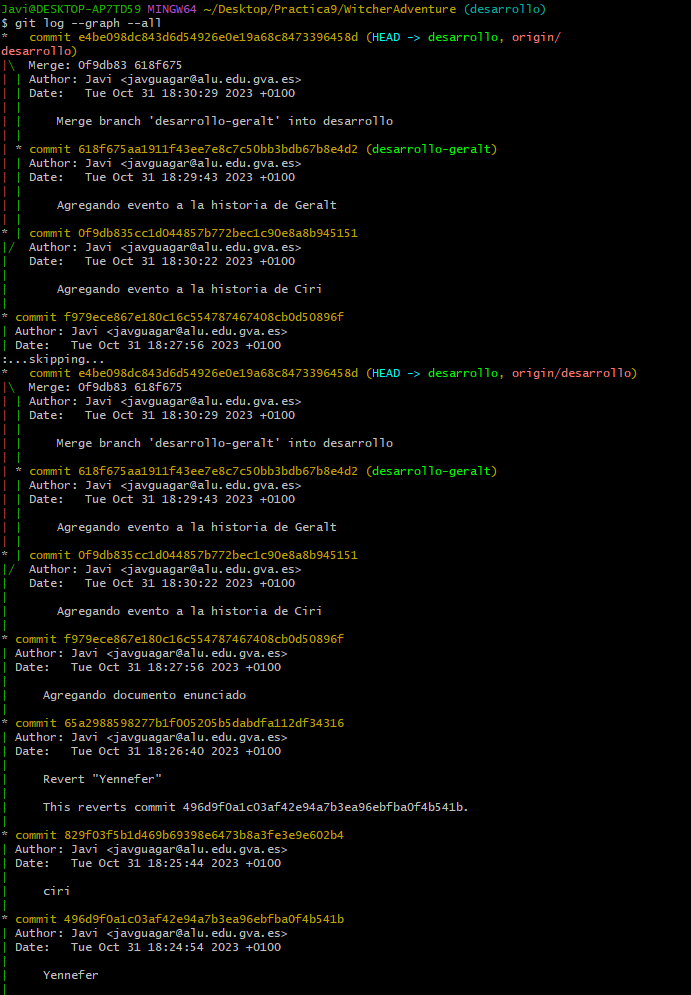 Javi@DESKTOP-AP7TD59 MINGW64 ~/Desktop/Practica9/WitcherAdventure (desarrollo)
$ git log --graph --all
*   commit e4be098dc843d6d54926e0e19a68c8473396458d (HEAD -> desarrollo, origin/
desarrollo)
|\  Merge: 0f9db83 618f675
| | Author: Javi <javguagar@alu.edu.gva.es>
| | Date:   Tue Oct 31 18:30:29 2023 +0100
| |
| |     Merge branch 'desarrollo-geralt' into desarrollo
| |
| * commit 618f675aa1911f43ee7e8c7c50bb3bdb67b8e4d2 (desarrollo-geralt)
| | Author: Javi <javguagar@alu.edu.gva.es>
| | Date:   Tue Oct 31 18:29:43 2023 +0100
| |
| |     Agregando evento a la historia de Geralt
| |
* | commit 0f9db835cc1d044857b772bec1c90e8a8b945151
|/  Author: Javi <javguagar@alu.edu.gva.es>
|   Date:   Tue Oct 31 18:30:22 2023 +0100
|
|       Agregando evento a la historia de Ciri
|
* commit f979ece867e180c16c554787467408cb0d50896f
| Author: Javi <javguagar@alu.edu.gva.es>
| Date:   Tue Oct 31 18:27:56 2023 +0100
:...skipping...
*   commit e4be098dc843d6d54926e0e19a68c8473396458d (HEAD -> desarrollo, origin/desarrollo)
|\  Merge: 0f9db83 618f675
| | Author: Javi <javguagar@alu.edu.gva.es>
| | Date:   Tue Oct 31 18:30:29 2023 +0100
| |
| |     Merge branch 'desarrollo-geralt' into desarrollo
| |
| * commit 618f675aa1911f43ee7e8c7c50bb3bdb67b8e4d2 (desarrollo-geralt)
| | Author: Javi <javguagar@alu.edu.gva.es>
| | Date:   Tue Oct 31 18:29:43 2023 +0100
| |
| |     Agregando evento a la historia de Geralt
| |
* | commit 0f9db835cc1d044857b772bec1c90e8a8b945151
|/  Author: Javi <javguagar@alu.edu.gva.es>
|   Date:   Tue Oct 31 18:30:22 2023 +0100
|
|       Agregando evento a la historia de Ciri
|
* commit f979ece867e180c16c554787467408cb0d50896f
| Author: Javi <javguagar@alu.edu.gva.es>
| Date:   Tue Oct 31 18:27:56 2023 +0100
|
|     Agregando documento enunciado
|
* commit 65a2988598277b1f005205b5dabdfa112df34316
| Author: Javi <javguagar@alu.edu.gva.es>
| Date:   Tue Oct 31 18:26:40 2023 +0100
|
|     Revert "Yennefer"
|
|     This reverts commit 496d9f0a1c03af42e94a7b3ea96ebfba0f4b541b.
|
* commit 829f03f5b1d469b69398e6473b8a3fe3e9e602b4
| Author: Javi <javguagar@alu.edu.gva.es>
| Date:   Tue Oct 31 18:25:44 2023 +0100
|
|     ciri
|
* commit 496d9f0a1c03af42e94a7b3ea96ebfba0f4b541b
| Author: Javi <javguagar@alu.edu.gva.es>
| Date:   Tue Oct 31 18:24:54 2023 +0100
|
|     Yennefer
|